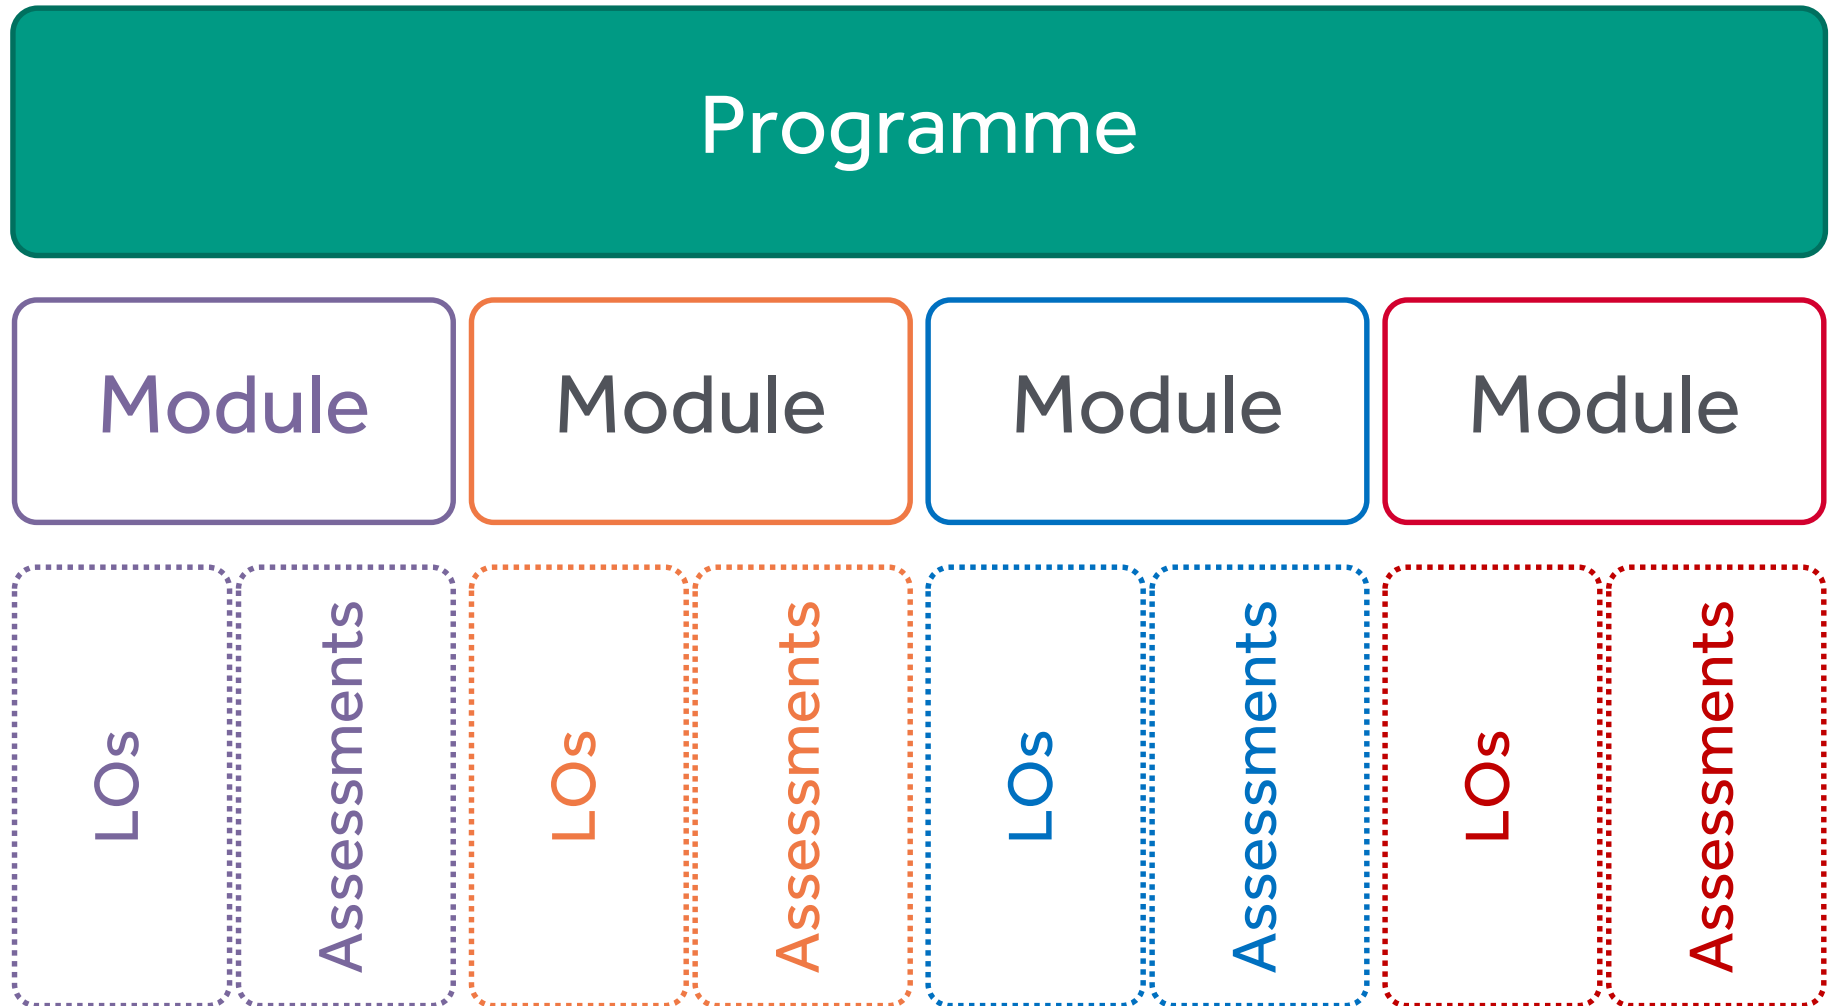 Programme
Module
Module
Module
Module
LOs
Assessments
LOs
Assessments
LOs
Assessments
LOs
Assessments